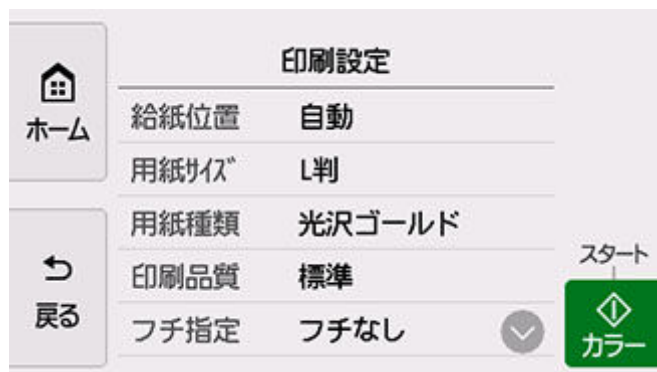 印刷設定
ホーム
給紙位置 自動
用紙サイズ L判
用紙種類 光沢ゴールド
印刷品質 標準
フチ指定 フチなし
戻る
スタート
カラー